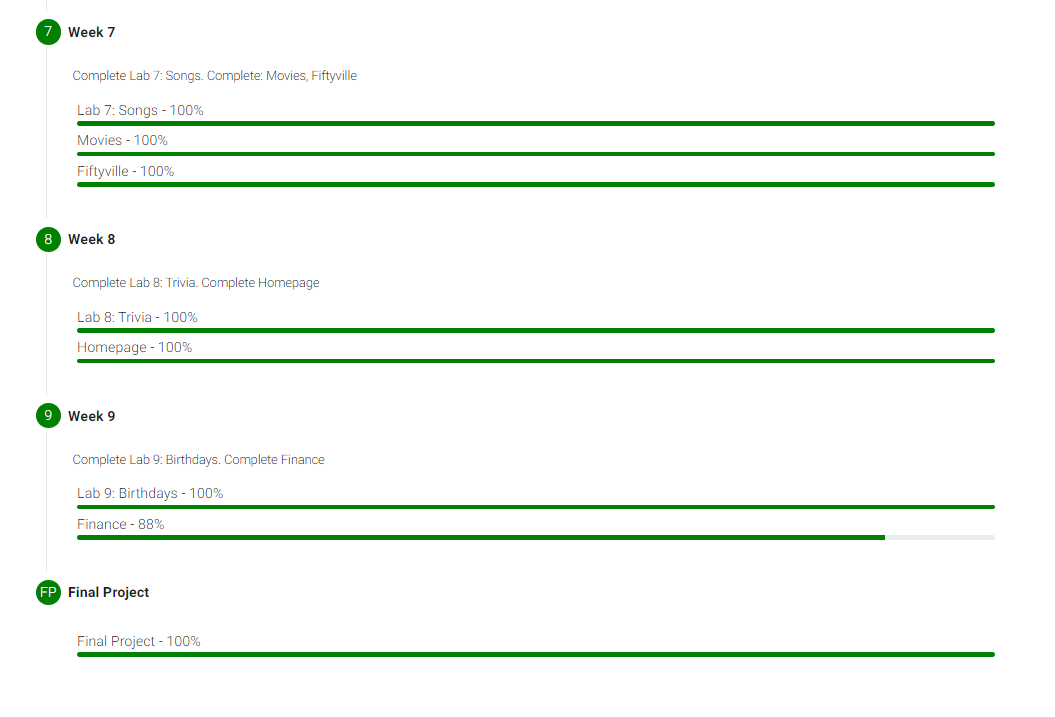 7 Week 7
Complete Lab 7: Songs. Complete: Movies, Fiftyville
Lab 7: Songs - 100%
Movies - 100%
Fiftyville - 100%
8 Week 8
Complete Lab 8: Trivia. Complete Homepage
Lab 8: Trivia - 100%
Homepage - 100%
9 Week 9
Complete Lab 9: Birthdays. Complete Finance
Lab 9: Birthdays - 100%
Finance - 88%
FP Final Project
Final Project - 100%